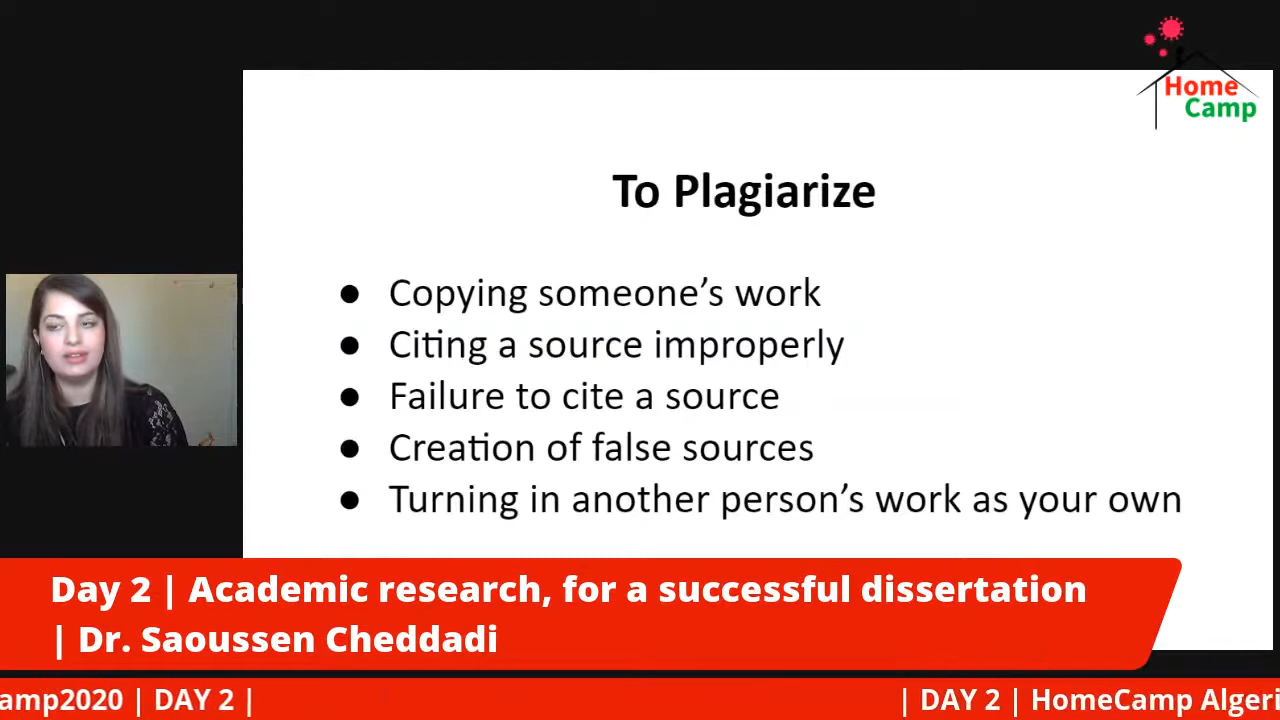 Home
Camp
To Plagiarize
● Copying someone’s work
● Citing a source improperly
● Failure to cite a source
● Creation of false sources
● Turning in another person’s work as your own
Day 2 | Academic research, for a successful dissertation
| Dr. Saoussen Cheddadi
amp2020 | DAY 2 | | DAY 2 | HomeCamp Algeri